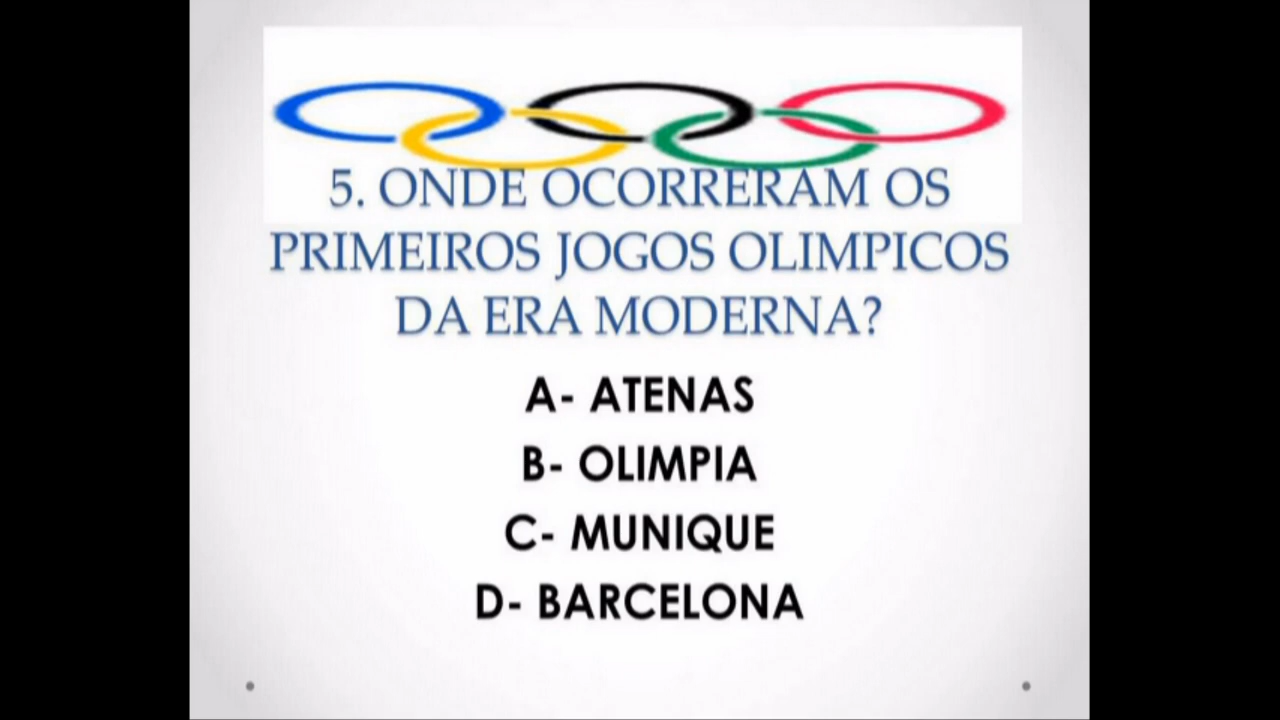 5. ONDE OCORRERAM OS
PRIMEIROS JOGOS OLIMPICOS
DA ERA MODERNA?
A- ATENAS
B- OLIMPIA
C- MUNIQUE
D- BARCELONA